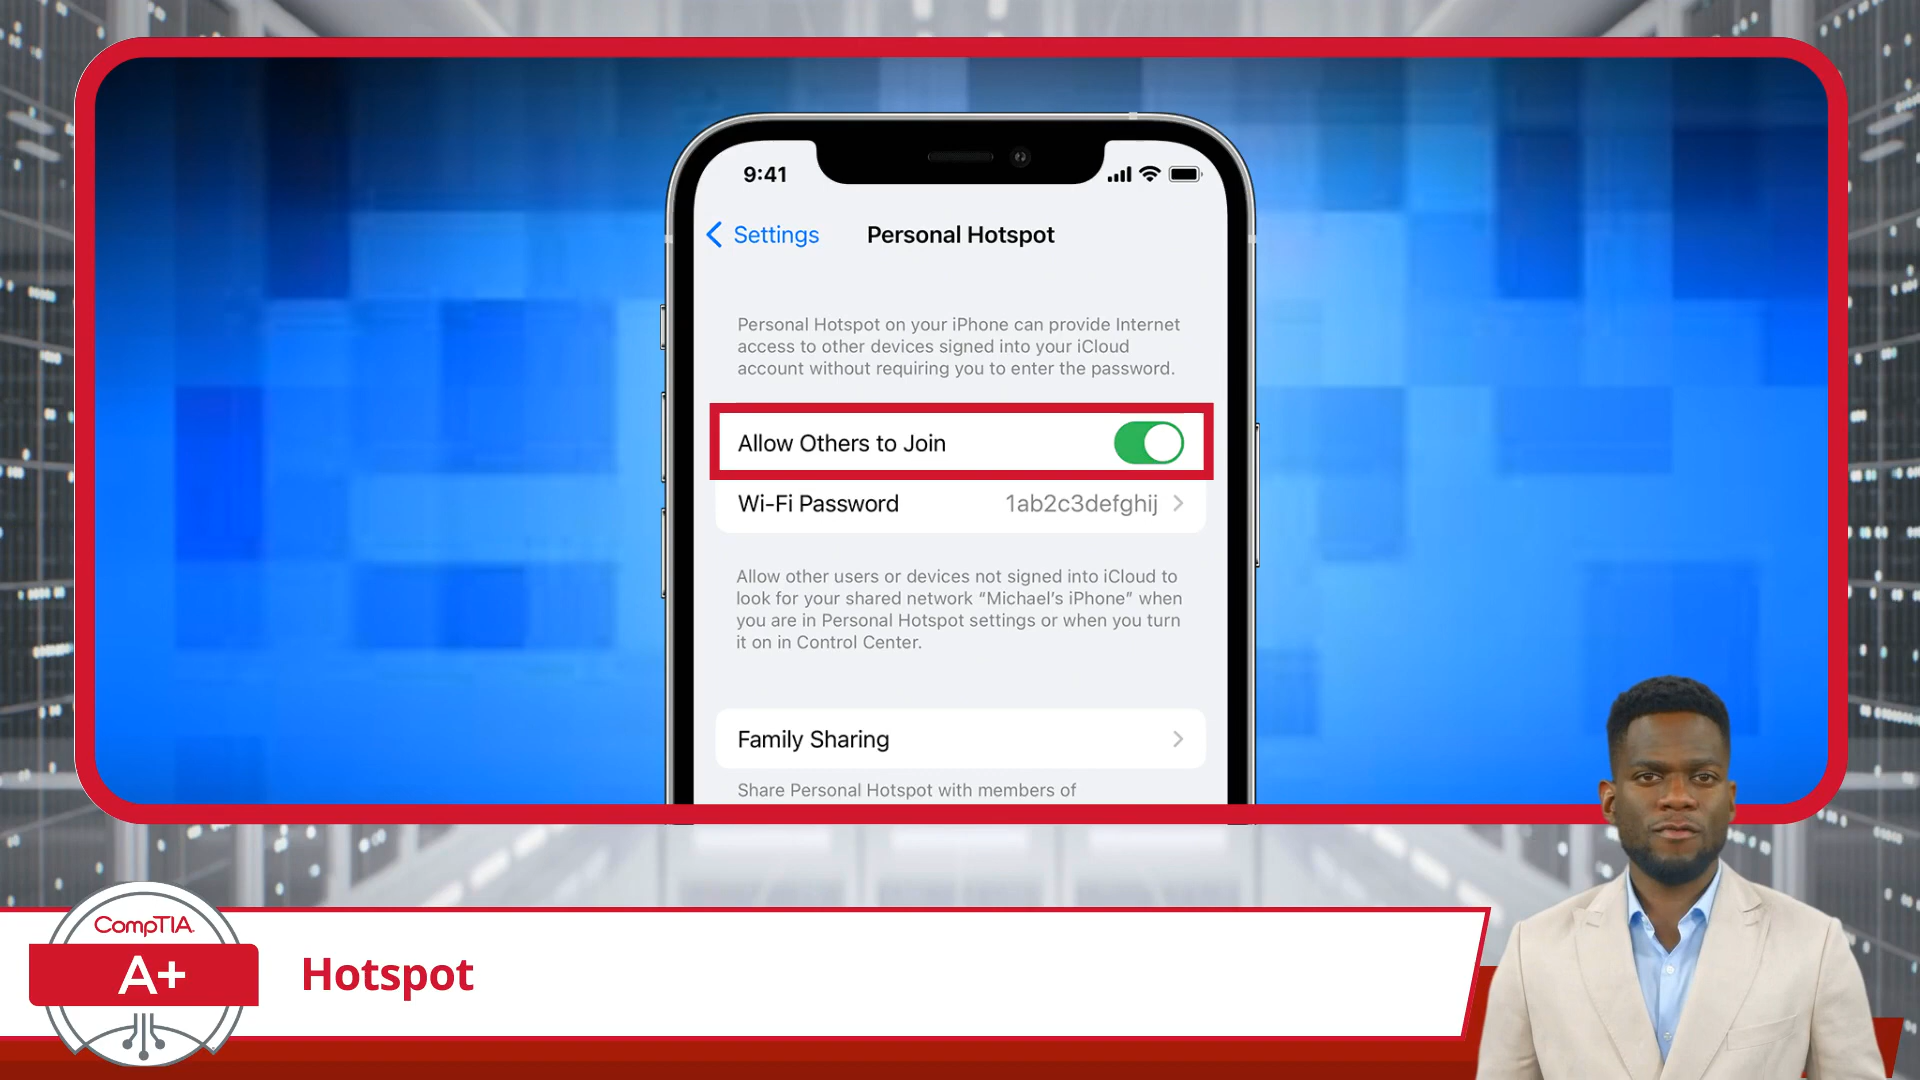 9:41
Settings
Personal Hotspot
Personal Hotspot on your iPhone can provide Internet
access to other devices signed into your iCloud
account without requiring you to enter the password.
Allow Others to Join
Wi-Fi Password 1ab2c3defghij
Allow other users or devices not signed into iCloud to
look for your shared network “Michael’s iPhone” when
you are in Personal Hotspot settings or when you turn
it on in Control Center.
Family Sharing
Share Personal Hotspot with members of
CompTIA.
A+
Hotspot